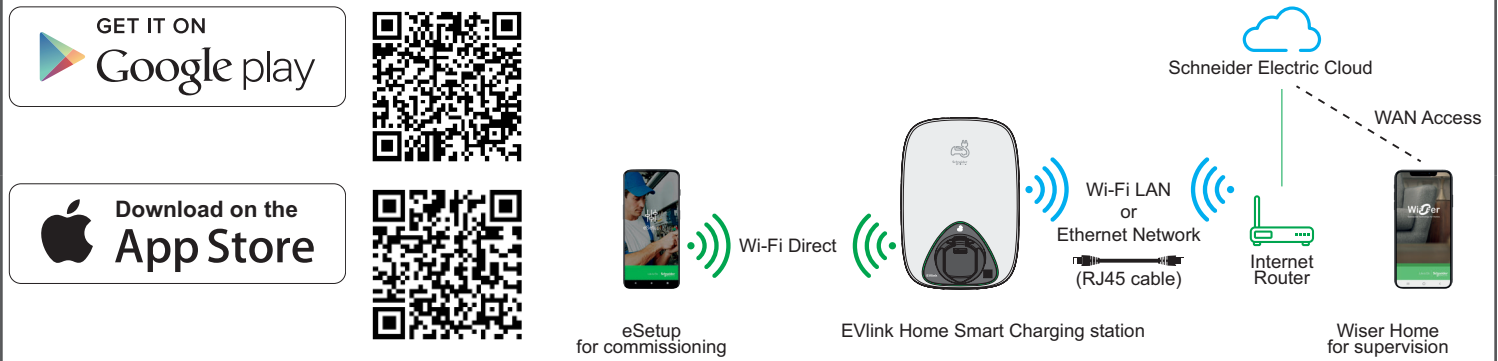 GET IT ON
Google play
Download on the
App Store
Schneider Electric Cloud
WAN Access
Wi-Fi Direct
Wi-Fi LAN
or
Ethernet Network
(RJ45 cable)
Internet
Router
Wiser
eSetup
for commissioning
EVlink Home Smart Charging station
Wiser Home
for supervision